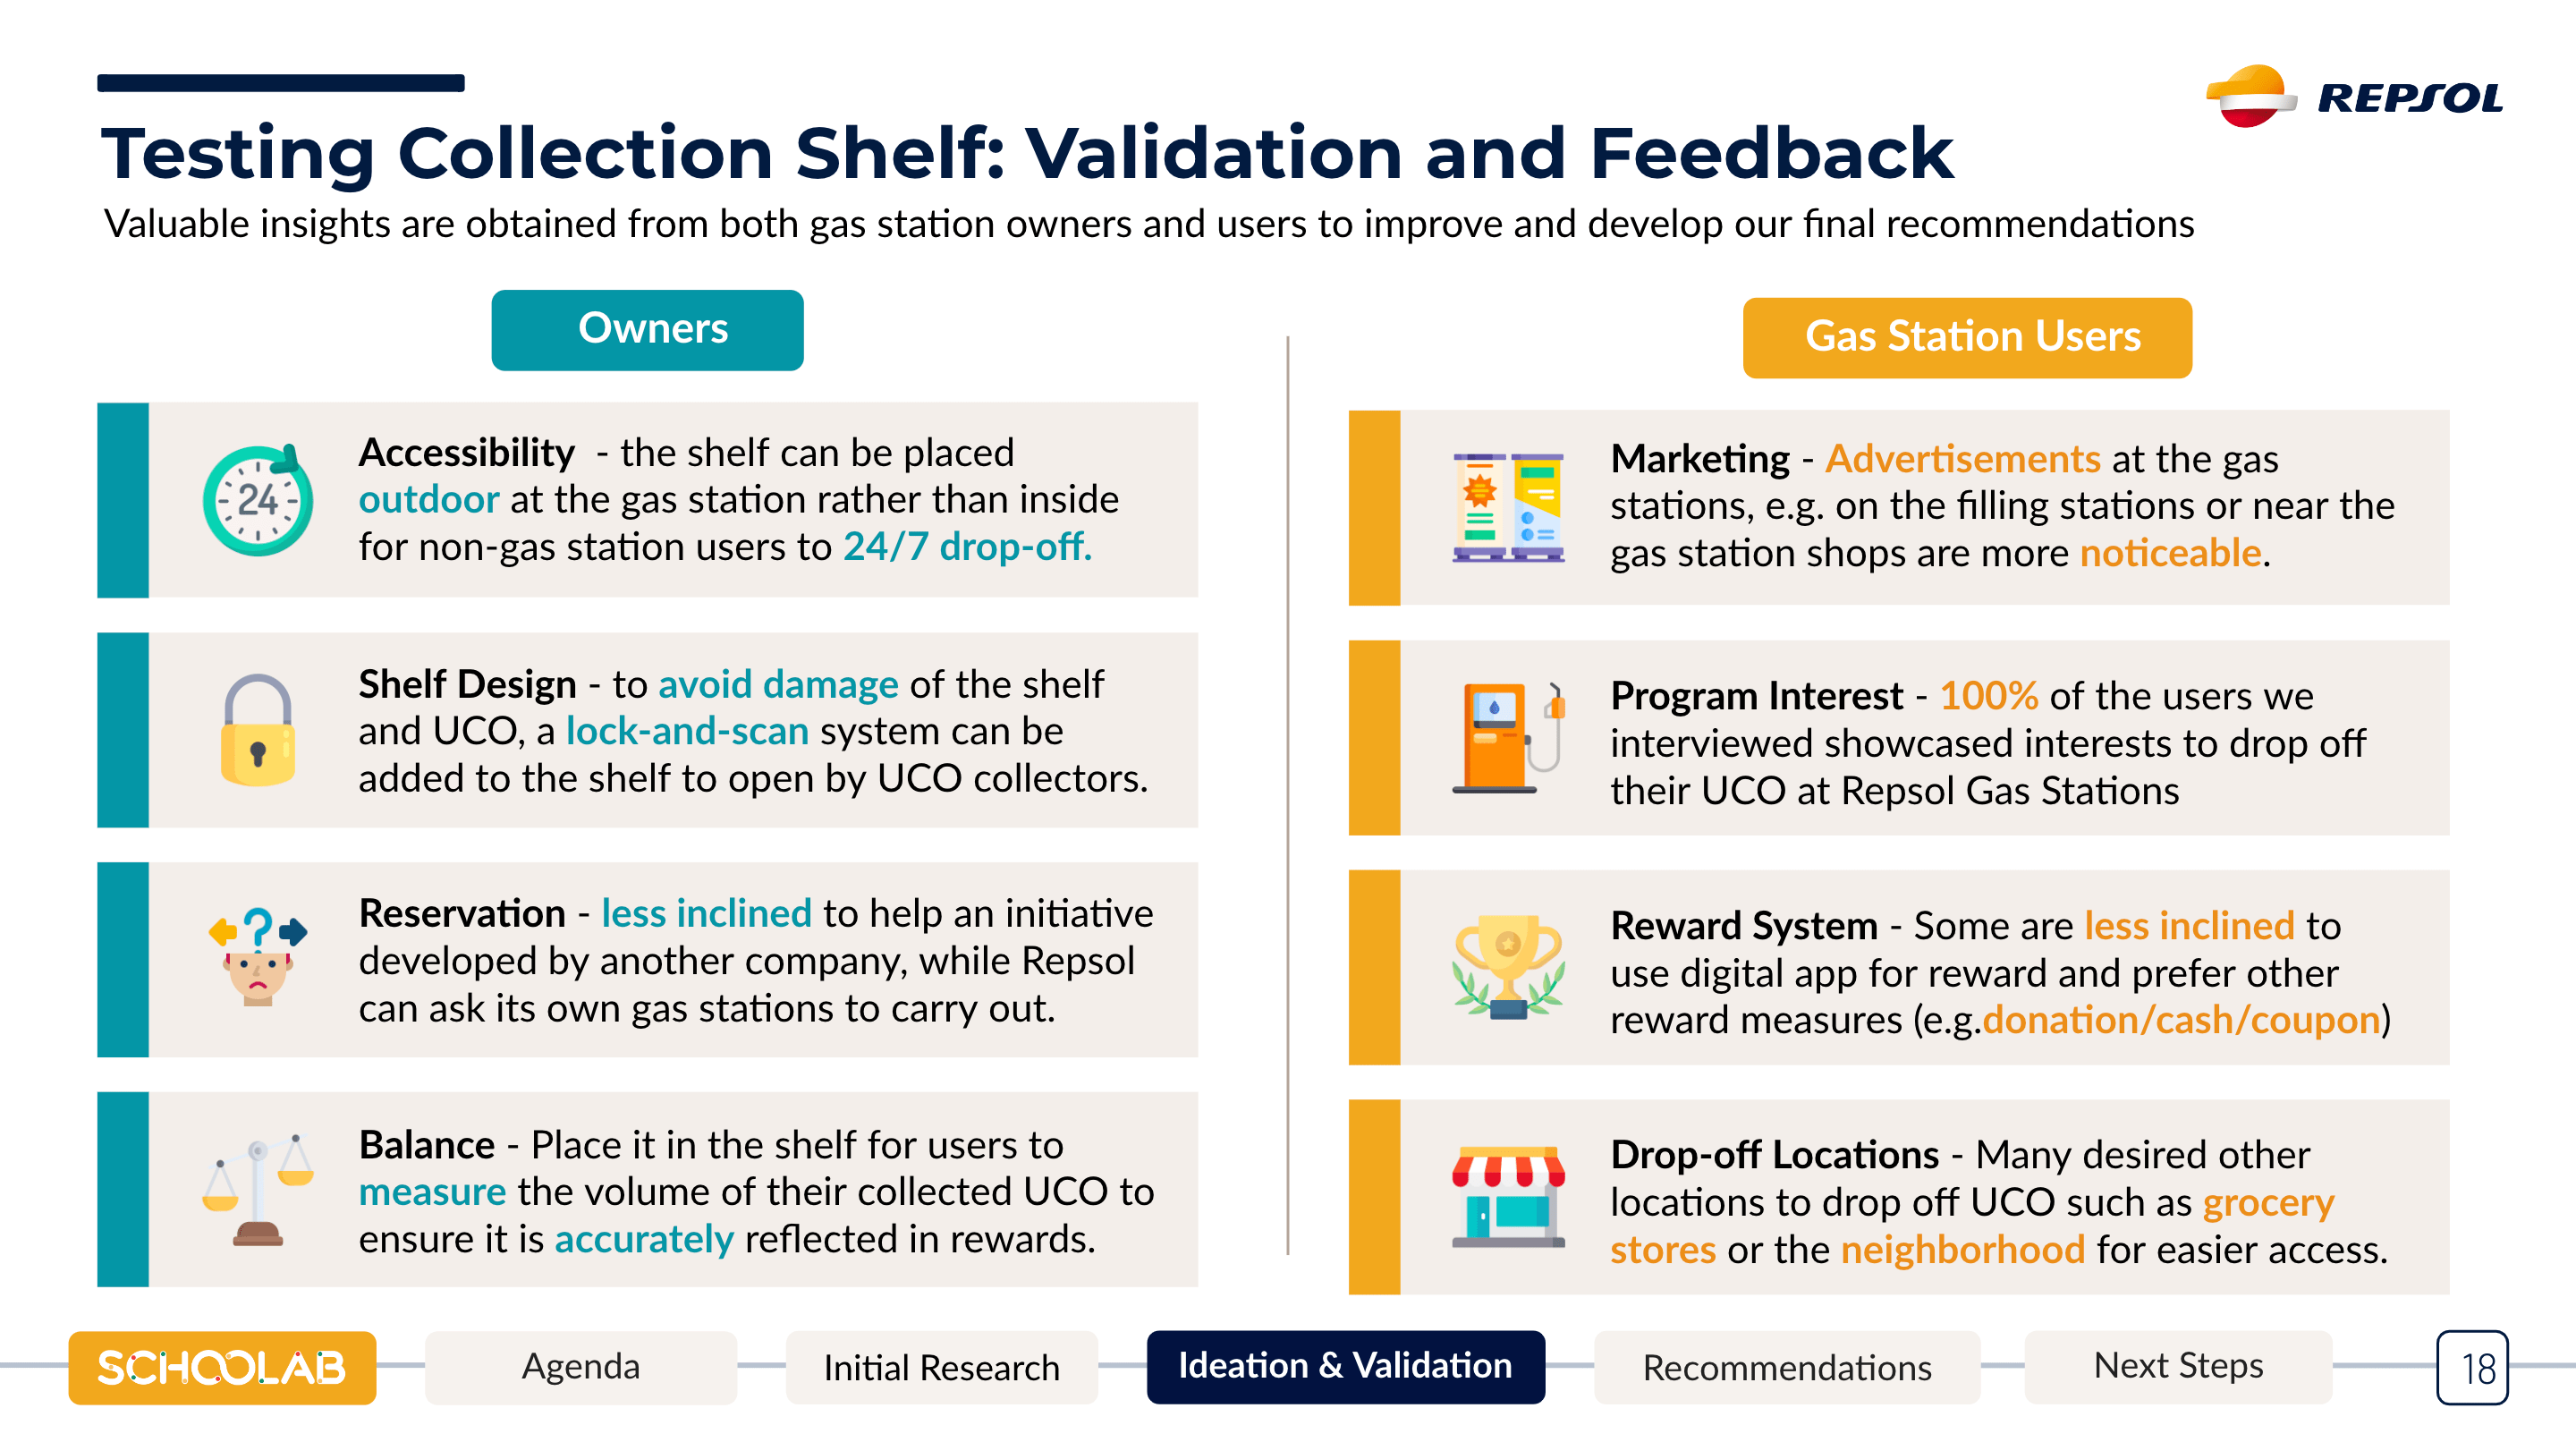 REPSOL
Testing Collection Shelf: Validation and Feedback
Valuable insights are obtained from both gas station owners and users to improve and develop our final recommendations
Owners
24
Accessibility  - the shelf can be placed
outdoor at the gas station rather than inside
for non-gas station users to 24/7 drop-off.
Shelf Design - to avoid damage of the shelf
and UCO, a lock-and-scan system can be
added to the shelf to open by UCO collectors.
?
Reservation - less inclined to help an initiative
developed by another company, while Repsol
can ask its own gas stations to carry out.
Balance - Place it in the shelf for users to
measure the volume of their collected UCO to
ensure it is accurately reflected in rewards.
Gas Station Users
Marketing - Advertisements at the gas
stations, e.g. on the filling stations or near the
gas station shops are more noticeable.
Program Interest - 100% of the users we
interviewed showcased interests to drop off
their UCO at Repsol Gas Stations
Reward System - Some are less inclined to
use digital app for reward and prefer other
reward measures (e.g.donation/cash/coupon)
Drop-off Locations - Many desired other
locations to drop off UCO such as grocery
stores or the neighborhood for easier access.
SCHOOLAB
Agenda
Initial Research
Ideation & Validation
Recommendations
Next Steps
18